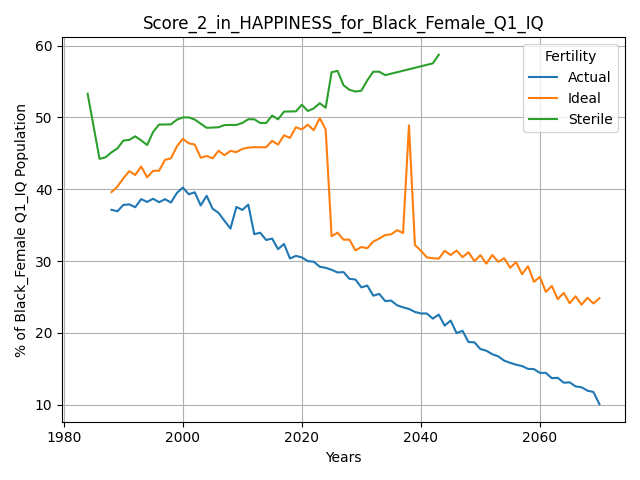 Score_2_in_HAPPINESS_for_Black_Female_Q1_IQ
% of Black_Female Q1_IQ Population
60
50
40
30
20
10
Fertility
Actual
Ideal
Sterile
1980
2000
2020
2040
2060
Years